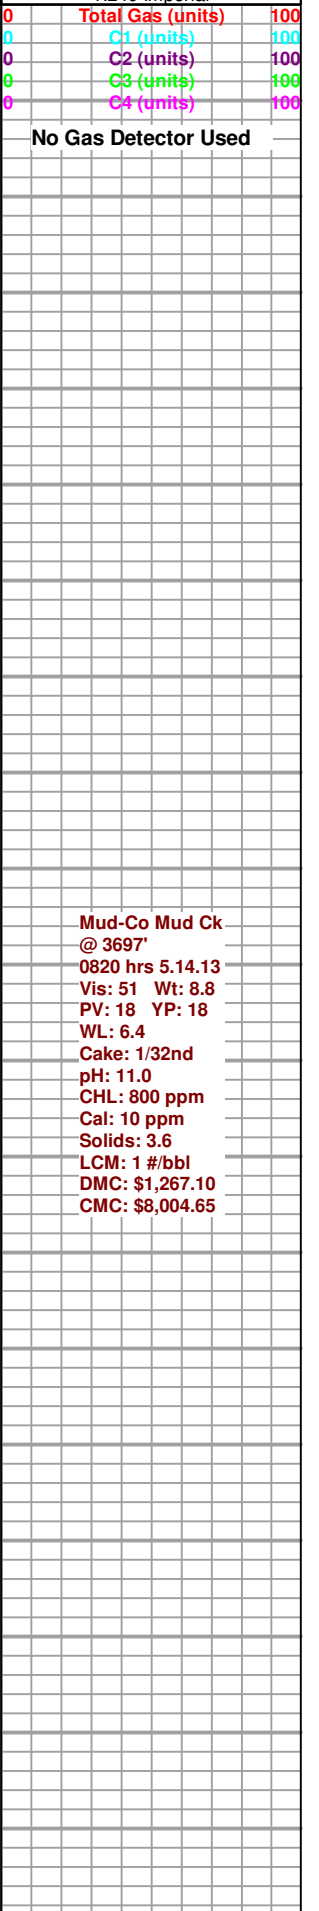 0 Total Gas (units) 100
0 C1 (units) 100
0 C2 (units) 100
0 C3 (units) 100
0 C4 (units) 100
No Gas Detector Used
Mud-Co Mud Ck
@ 3697'
0820 hrs 5.14.13
Vis: 51 Wt: 8.8
PV: 18 YP: 18
WL: 6.4
Cake: 1/32nd
pH: 11.0
CHL: 800 ppm
Cal: 10 ppm
Solids: 3.6
LCM: 1 #/bbl
DMC: $1,267.10
CMC: $8,004.65